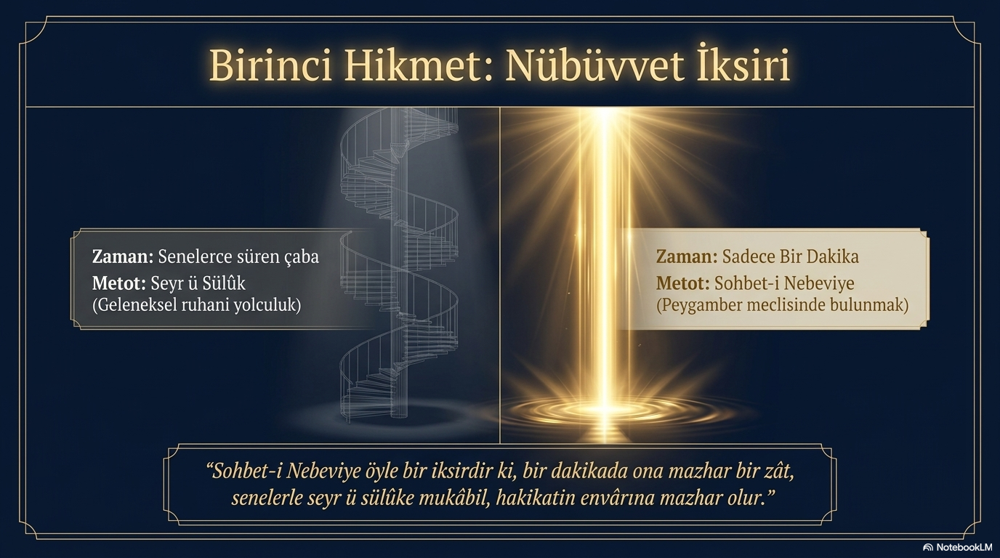 Birinci Hikmet: Nübüvvet İksiri
Zaman: Senelerce süren çaba
Metot: Seyr ü Sülûk
(Geleneksel ruhani yolculuk)
Zaman: Sadece Bir Dakika
Metot: Sohbet-i Nebeviye
(Peygamber meclisinde bulunmak)
“Sohbet-i Nebeviye öyle bir iksirdir ki, bir dakikada ona mazhar bir zât,
senelerle seyr ü sülûke mukâbil, hakikatin envârına mazhar olur.”
NotebookLM